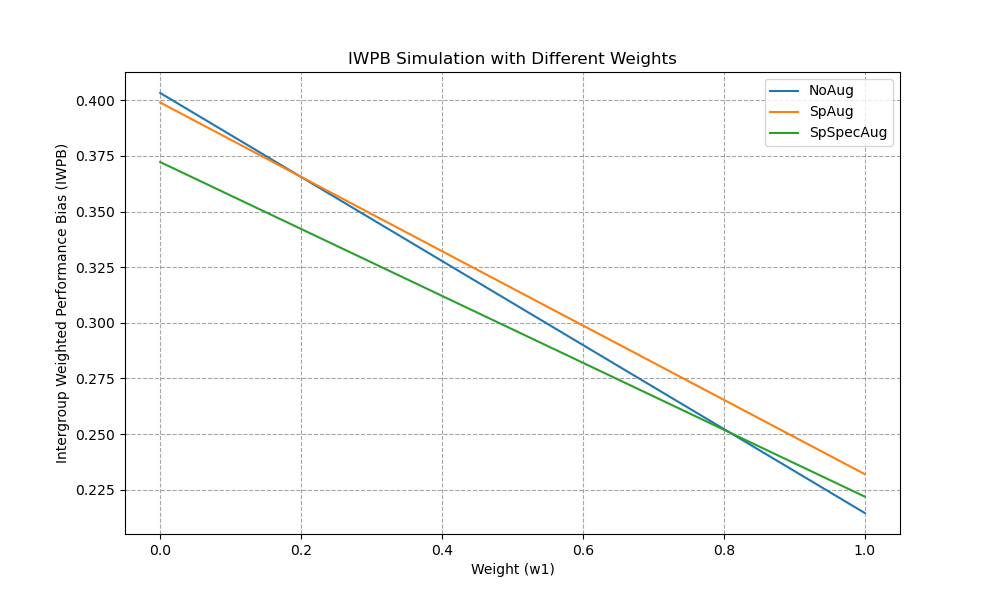 IWPB Simulation with Different Weights
NoAug
SpAug
SpSpecAug
Intergroup Weighted Performance Bias (IWPB)
0.400
0.375
0.350
0.325
0.300
0.275
0.250
0.225
0.0 0.2 0.4 0.6 0.8 1.0
Weight (w1)